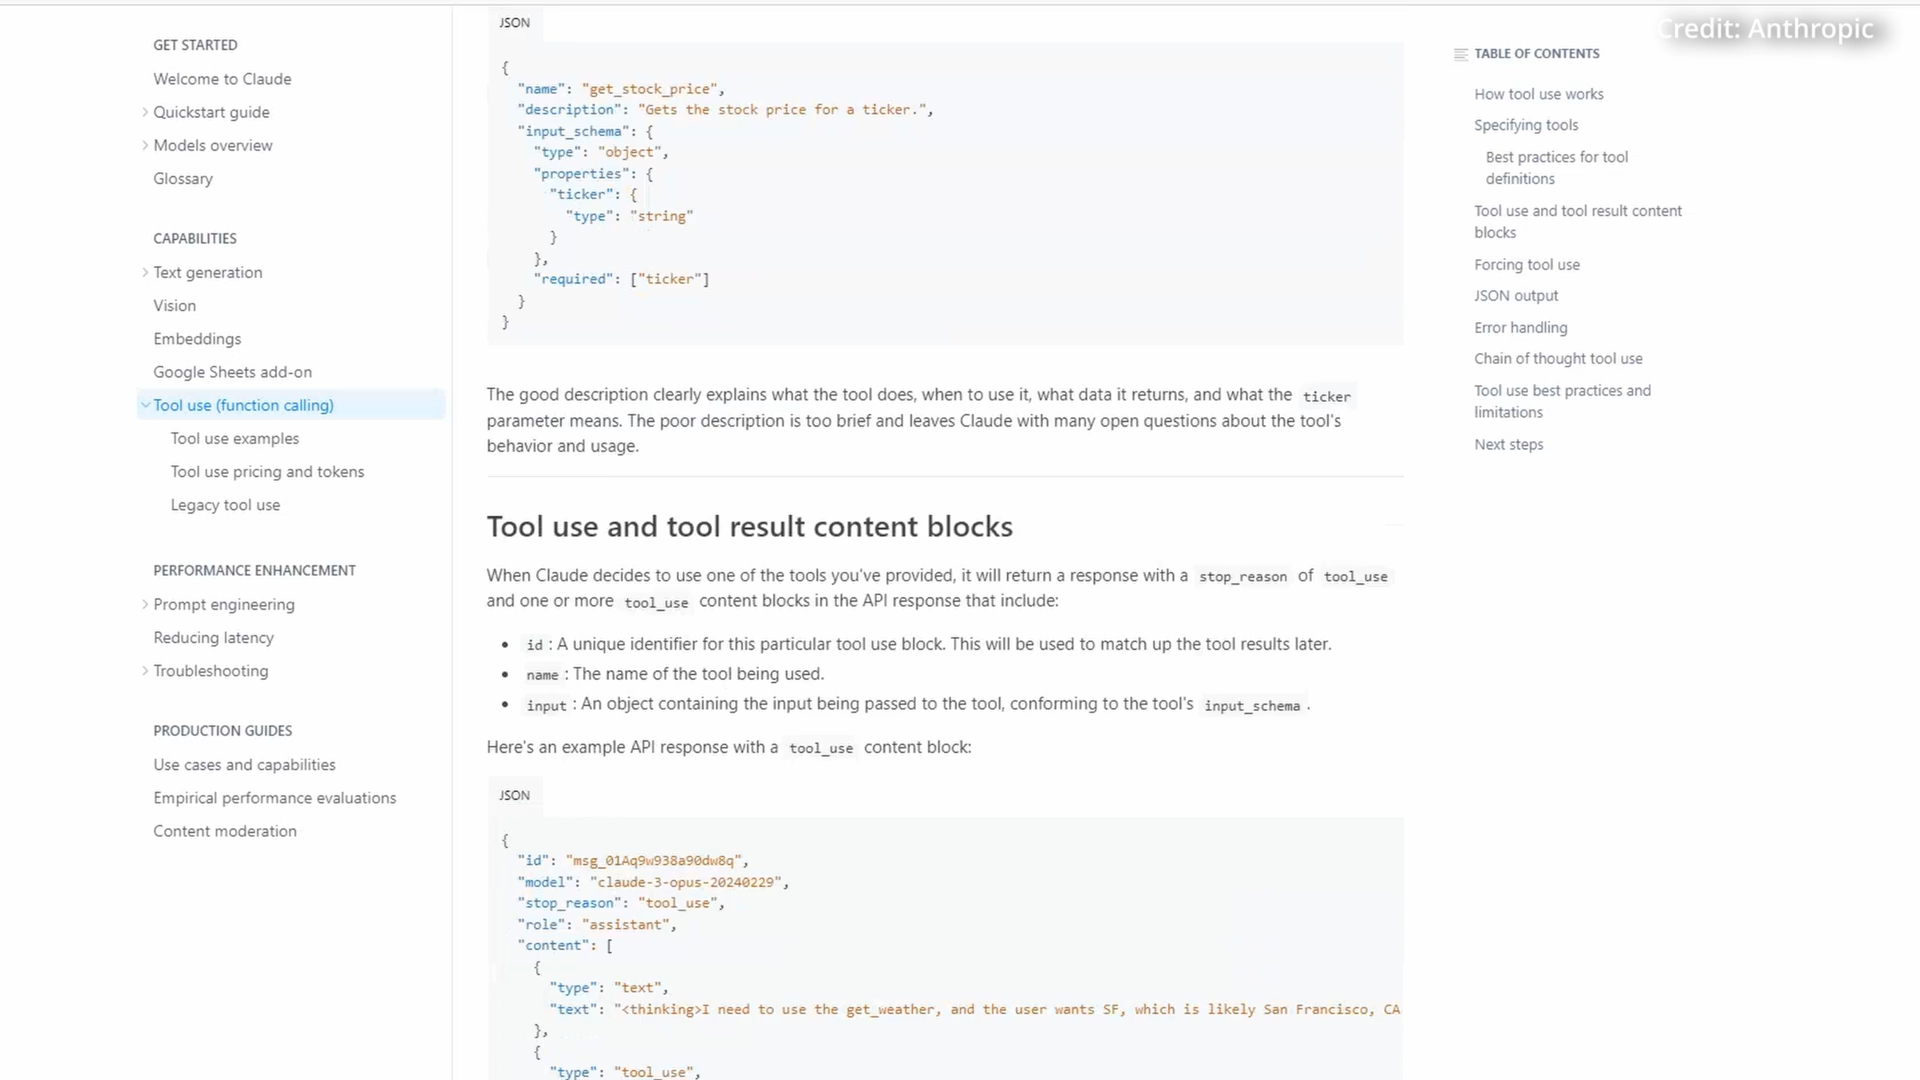 Credit: Anthropic
GET STARTED
Welcome to Claude
Quickstart guide
Models overview
Glossary
CAPABILITIES
Text generation
Vision
Embeddings
Google Sheets add-on
Tool use (function calling)
Tool use examples
Tool use pricing and tokens
Legacy tool use
PERFORMANCE ENHANCEMENT
Prompt engineering
Reducing latency
Troubleshooting
PRODUCTION GUIDES
Use cases and capabilities
Empirical performance evaluations
Content moderation
JSON
{
  "name": "get_stock_price",
  "description": "Gets the stock price for a ticker.",
  "input_schema": {
    "type": "object",
    "properties": {
      "ticker": {
        "type": "string"
      }
    },
    "required": ["ticker"]
  }
}
The good description clearly explains what the tool does, when to use it, what data it returns, and what the ticker
parameter means. The poor description is too brief and leaves Claude with many open questions about the tool's
behavior and usage.
Tool use and tool result content blocks
When Claude decides to use one of the tools you've provided, it will return a response with a stop_reason of tool_use
and one or more tool_use content blocks in the API response that include:
• id : A unique identifier for this particular tool use block. This will be used to match up the tool results later.
• name : The name of the tool being used.
• input : An object containing the input being passed to the tool, conforming to the tool's input_schema .
Here's an example API response with a tool_use content block:
JSON
{
  "id": "msg_01Aq9w938a90dw8q",
  "model": "claude-3-opus-20240229",
  "stop_reason": "tool_use",
  "role": "assistant",
  "content": [
    {
      "type": "text",
      "text": "<thinking>I need to use the get_weather, and the user wants SF, which is likely San Francisco, CA
    },
    {
      "type": "tool_use",
TABLE OF CONTENTS
How tool use works
Specifying tools
Best practices for tool
definitions
Tool use and tool result content
blocks
Forcing tool use
JSON output
Error handling
Chain of thought tool use
Tool use best practices and
limitations
Next steps